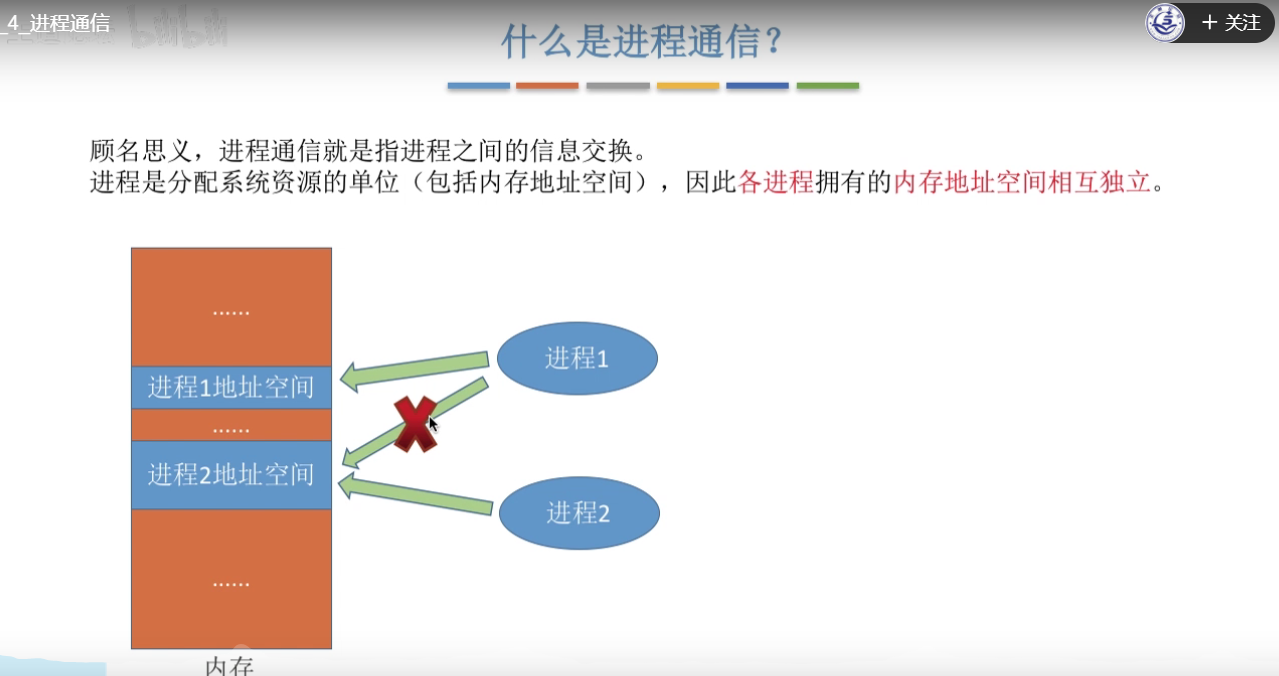 _4_进程通信
bilibili
+ 关注
什么是进程通信？
顾名思义，进程通信就是指进程之间的信息交换。
进程是分配系统资源的单位（包括内存地址空间），因此各进程拥有的内存地址空间相互独立。
......
进程1地址空间
......
进程2地址空间
......
内存
进程1
进程2